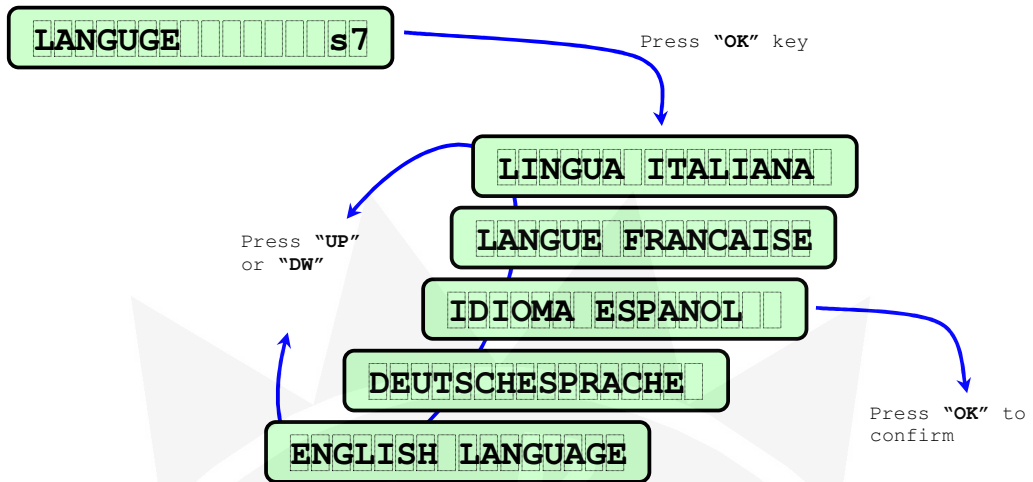 LANGUGE s7
Press “OK” key
LINGUA ITALIANA
LANGUE FRANCAISE
Press “UP”
or “DW”
IDIOMA ESPANOL
DEUTSCHESPRACHE
Press “OK” to
confirm
ENGLISH LANGUAGE